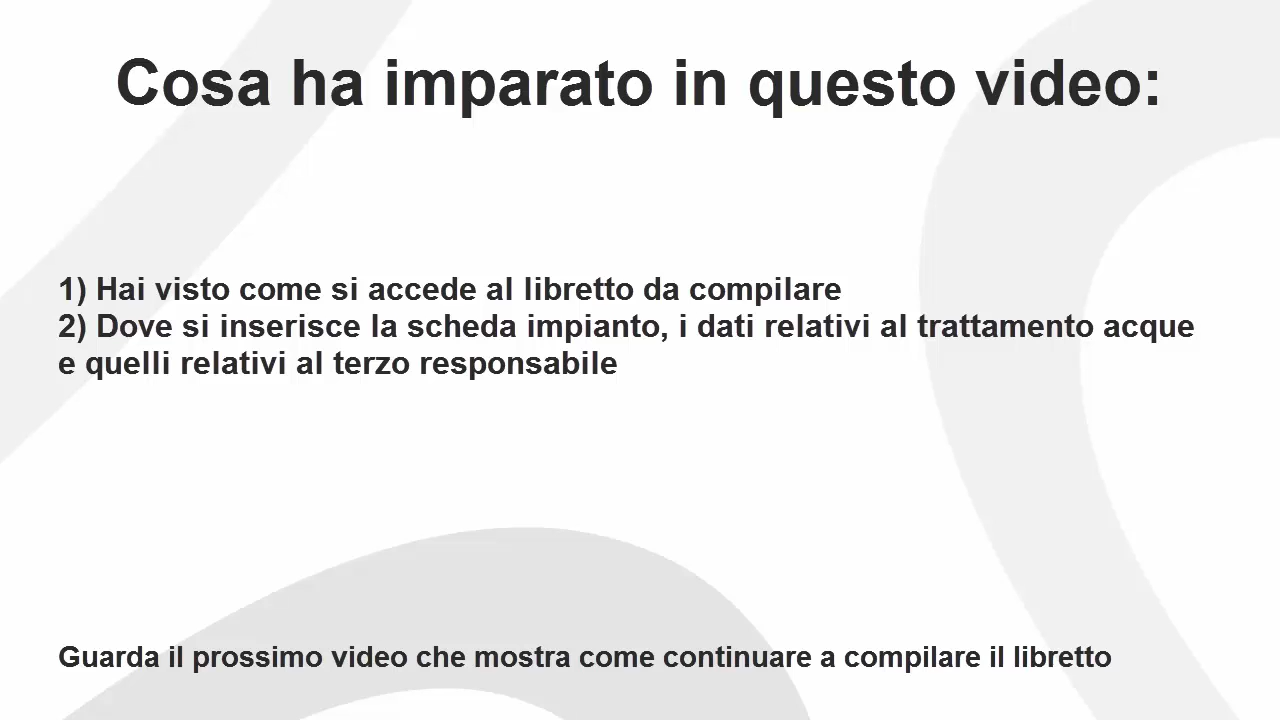 Cosa ha imparato in questo video:
1) Hai visto come si accede al libretto da compilare
2) Dove si inserisce la scheda impianto, i dati relativi al trattamento acque
e quelli relativi al terzo responsabile
Guarda il prossimo video che mostra come continuare a compilare il libretto